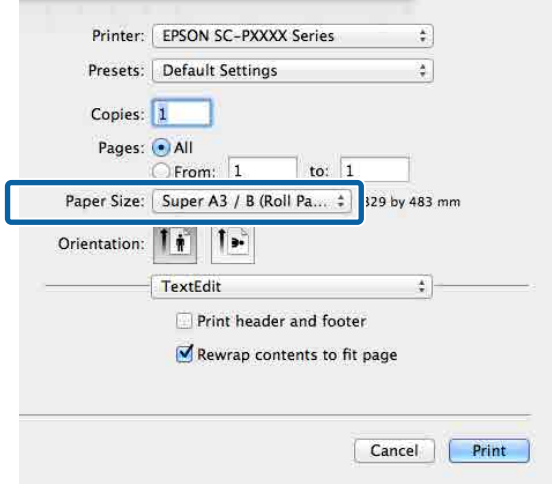 Printer: EPSON SC-PXXXX Series
Presets: Default Settings
Copies: 1
Pages: All
From: 1 to: 1
Paper Size: Super A3 / B (Roll Pa... 329 by 483 mm
Orientation:
TextEdit
Print header and footer
Rewrap contents to fit page
Cancel Print